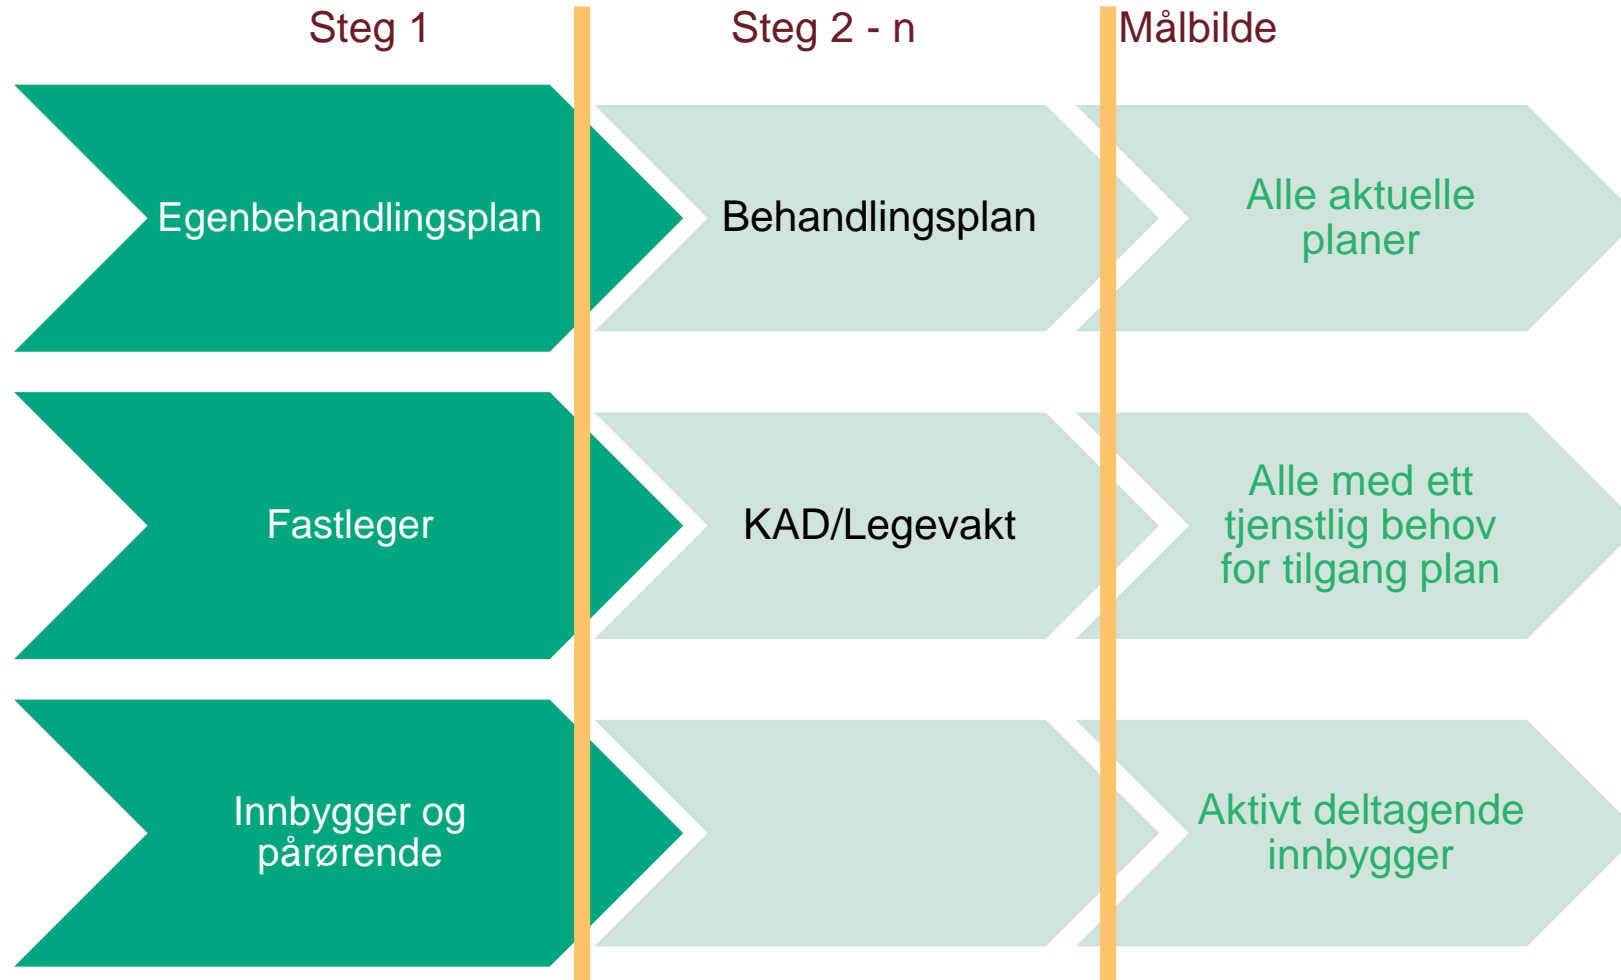 Steg 1
Steg 2 - n
Målbilde
Egenbehandlingsplan
Behandlingsplan
Alle aktuelle
planer
Fastleger
KAD/Legevakt
Alle med ett
tjenstlig behov
for tilgang plan
Innbygger og
pårørende
Aktivt deltagende
innbygger